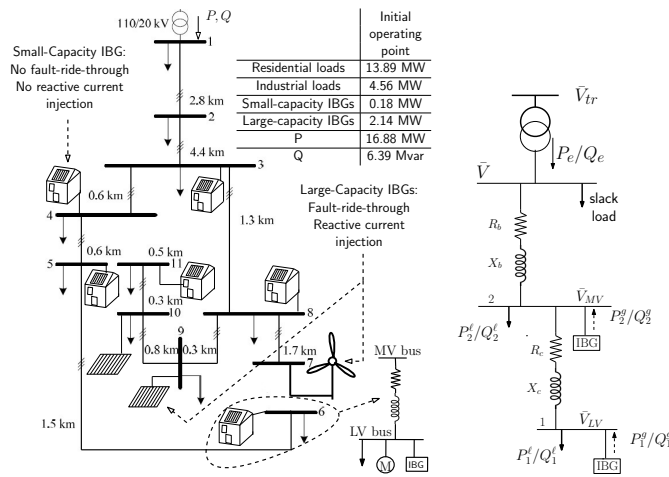 110/20 kV
P, Q
1
Small-Capacity IBG:
No fault-ride-through
No reactive current
injection
Initial
operating
point
Residential loads 13.89 MW
Industrial loads 4.56 MW
Small-capacity IBGs 0.18 MW
Large-capacity IBGs 2.14 MW
P 16.88 MW
Q 6.39 Mvar
2.8 km
2
4.4 km
3
0.6 km
4
1.3 km
Large-Capacity IBGs:
Fault-ride-through
Reactive current
injection
0.6 km
5
0.5 km
11
0.3 km
10
8
9
0.8 km
0.3 km
1.7 km
7
1.5 km
6
MV bus
LV bus
M
IBG
V̄tr
Pe/Qe
V̄
slack
load
Rb
Xb
2
V̄MV
P₂ˡ/Q₂ˡ
P₂ᵍ/Q₂ᵍ
IBG
Rc
Xc
1
V̄LV
P₁ˡ/Q₁ˡ
P₁ᵍ/Q₁ᵍ
IBG